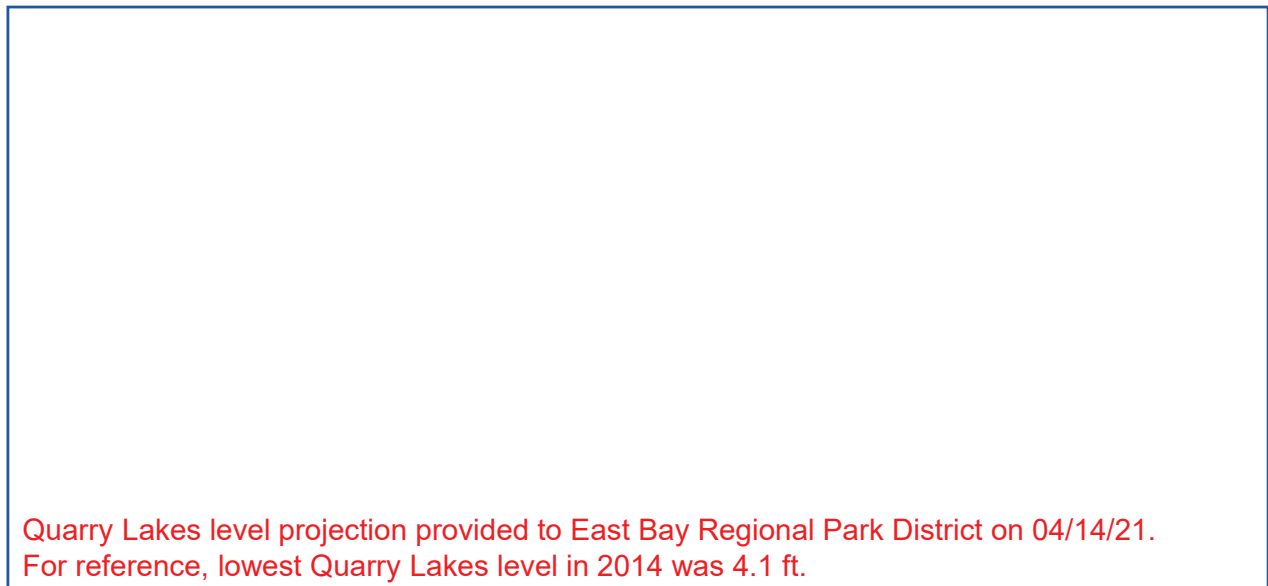 Quarry Lakes level projection provided to East Bay Regional Park District on 04/14/21.
For reference, lowest Quarry Lakes level in 2014 was 4.1 ft.